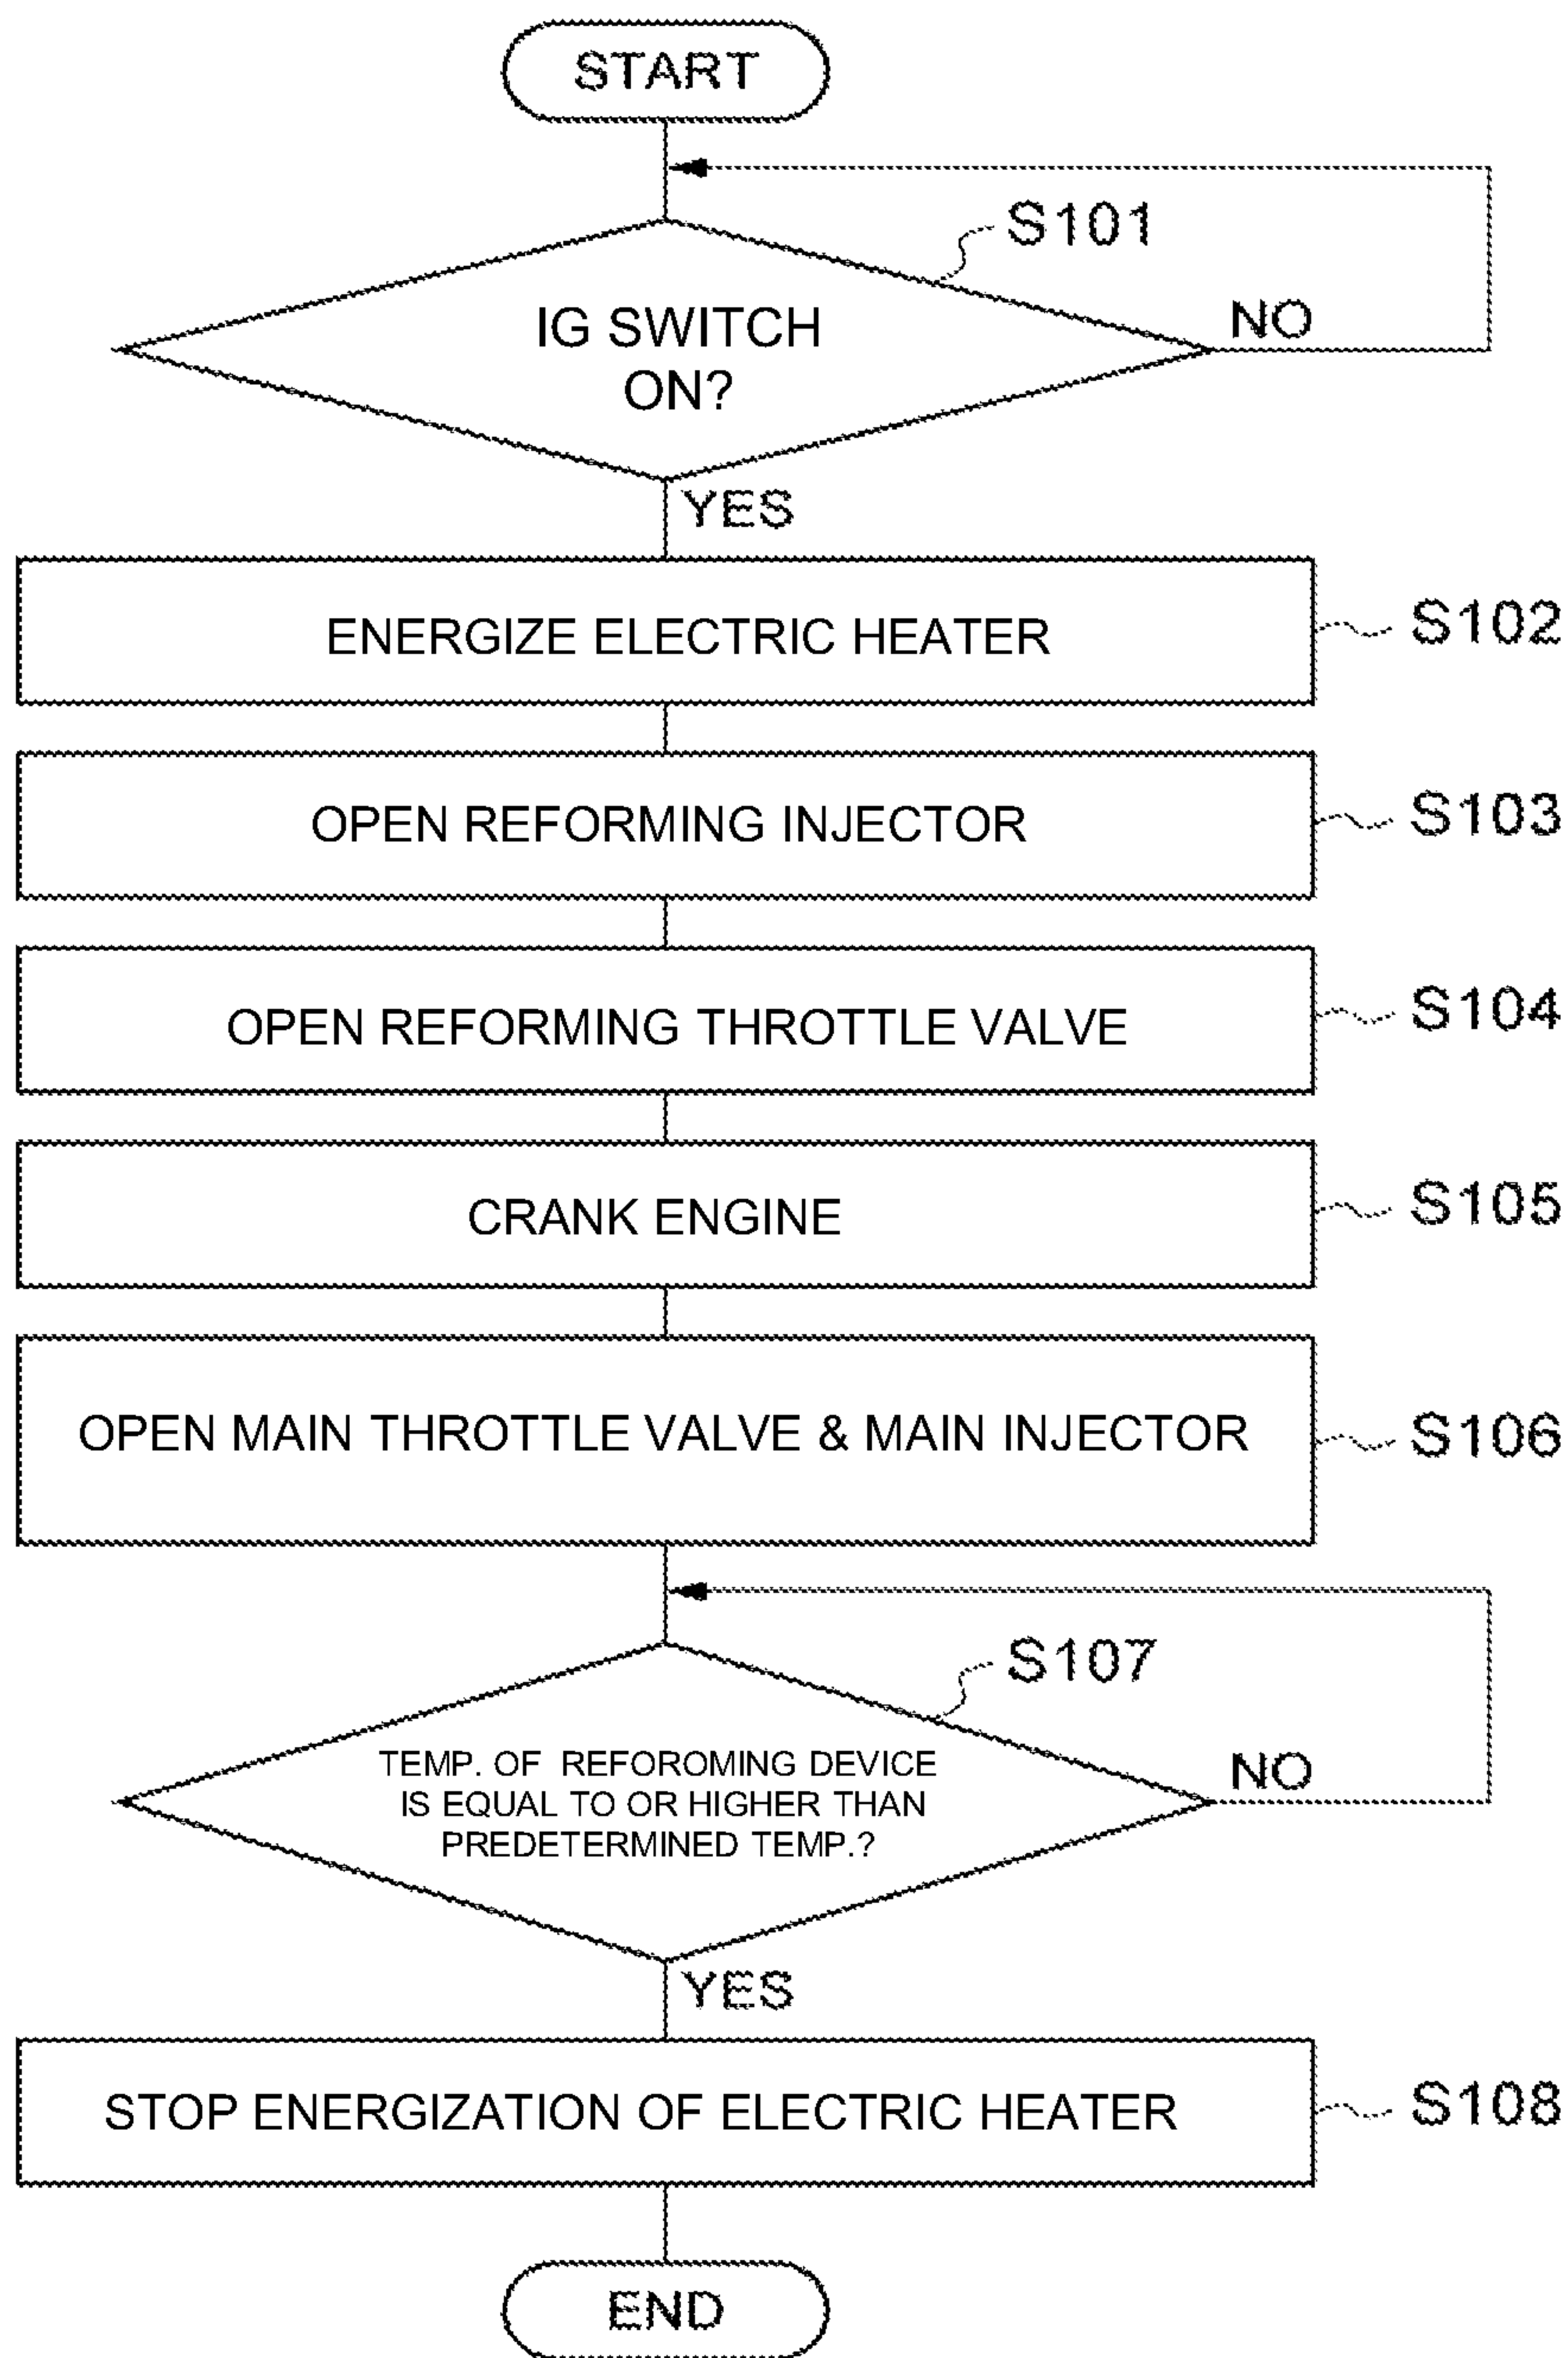 START
S101
IG SWITCH
ON?
NO
YES
ENERGIZE ELECTRIC HEATER
S102
OPEN REFORMING INJECTOR
S103
OPEN REFORMING THROTTLE VALVE
S104
CRANK ENGINE
S105
OPEN MAIN THROTTLE VALVE & MAIN INJECTOR
S106
S107
TEMP. OF REFOROMING DEVICE
IS EQUAL TO OR HIGHER THAN
PREDETERMINED TEMP.?
NO
YES
STOP ENERGIZATION OF ELECTRIC HEATER
S108
END